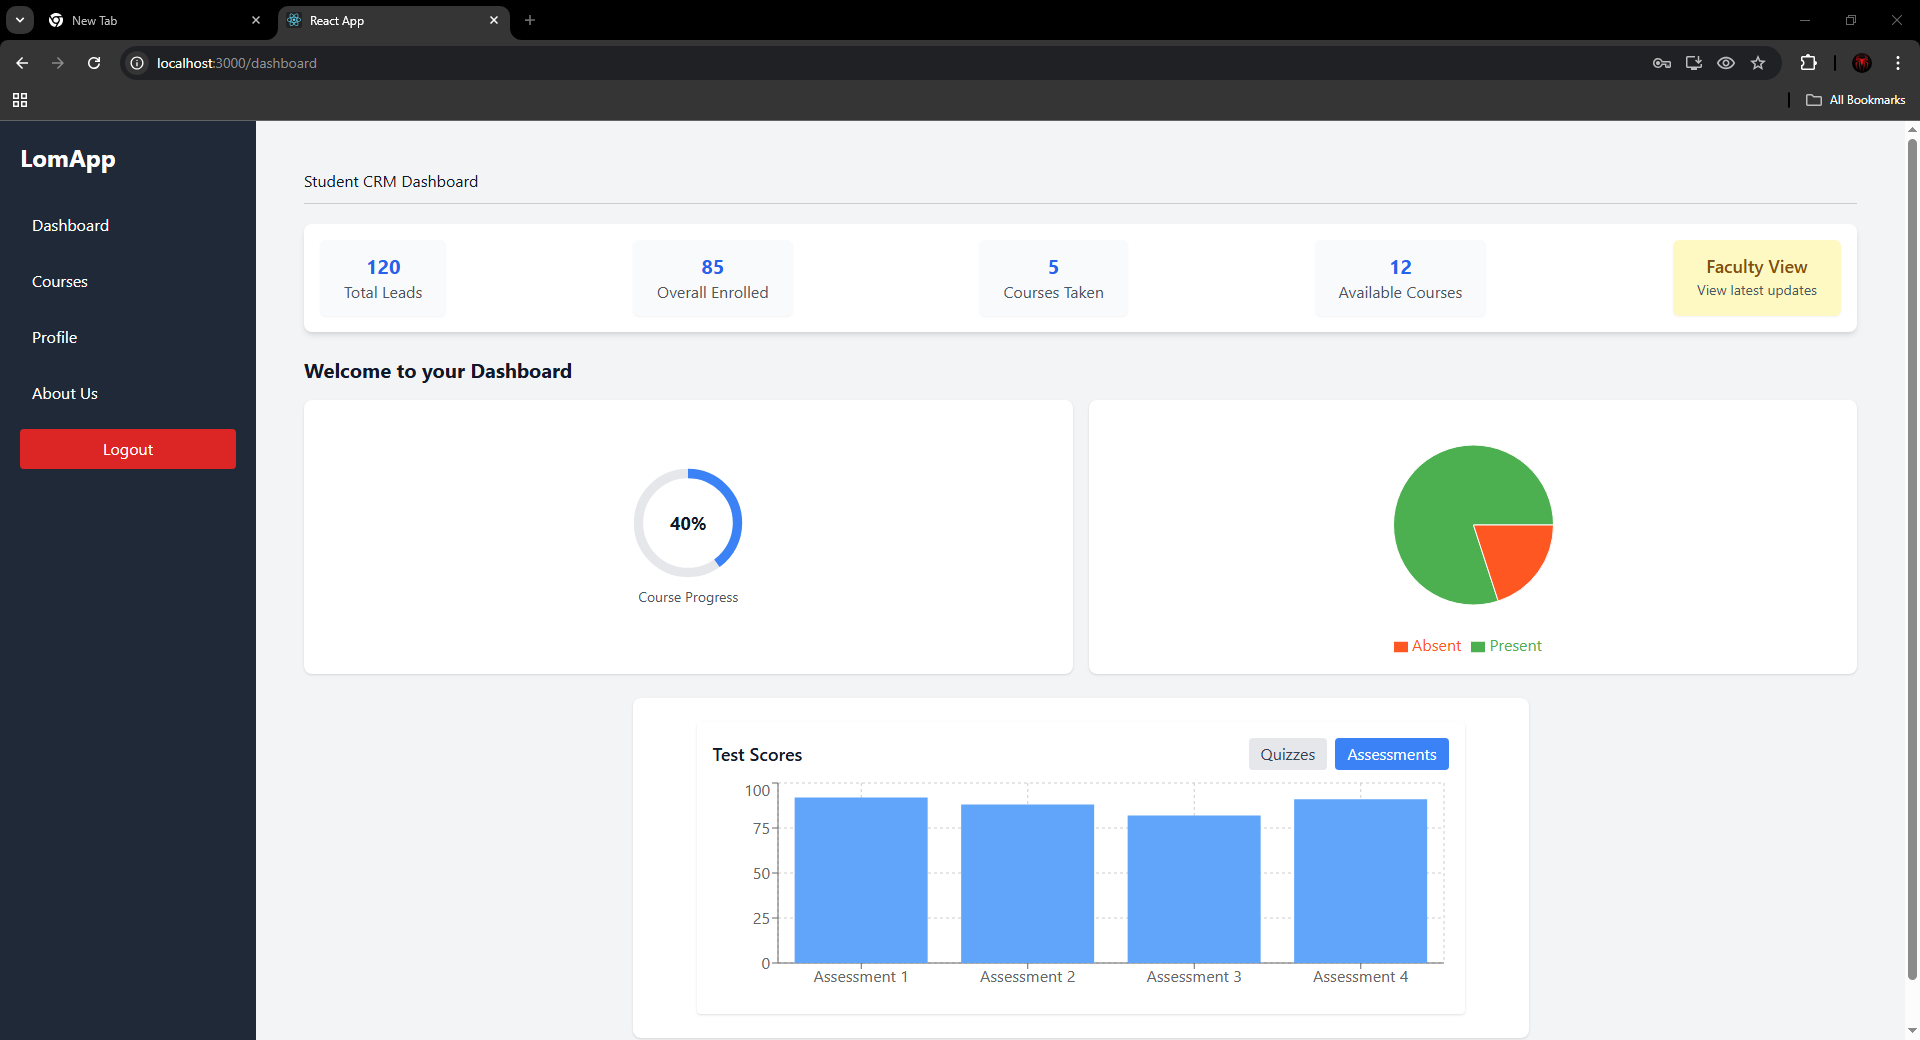 New Tab
React App
localhost:3000/dashboard
All Bookmarks
LomApp
Dashboard
Courses
Profile
About Us
Logout
Student CRM Dashboard
120
Total Leads
85
Overall Enrolled
5
Courses Taken
12
Available Courses
Faculty View
View latest updates
Welcome to your Dashboard
40%
Course Progress
Absent Present
Test Scores
Quizzes Assessments
100
75
50
25
0
Assessment 1 Assessment 2 Assessment 3 Assessment 4